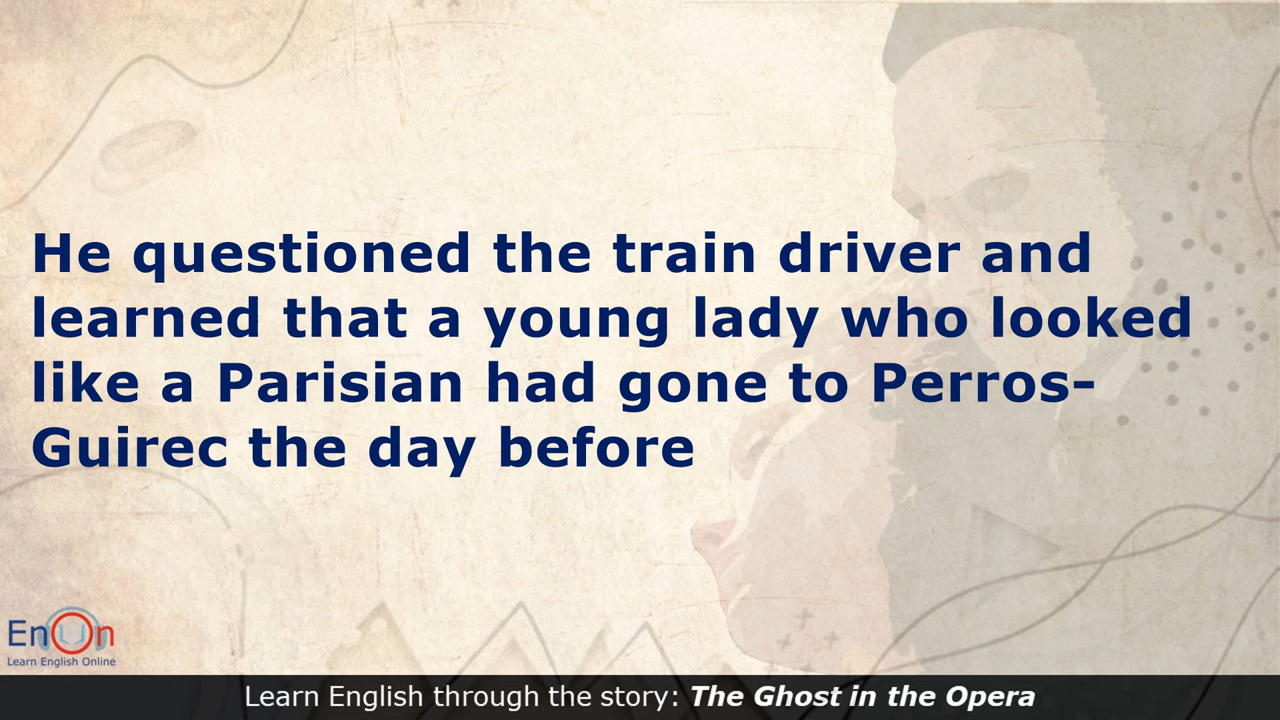 He questioned the train driver and
learned that a young lady who looked
like a Parisian had gone to Perros-
Guirec the day before
EnOn
Learn English Online
Learn English through the story: The Ghost in the Opera